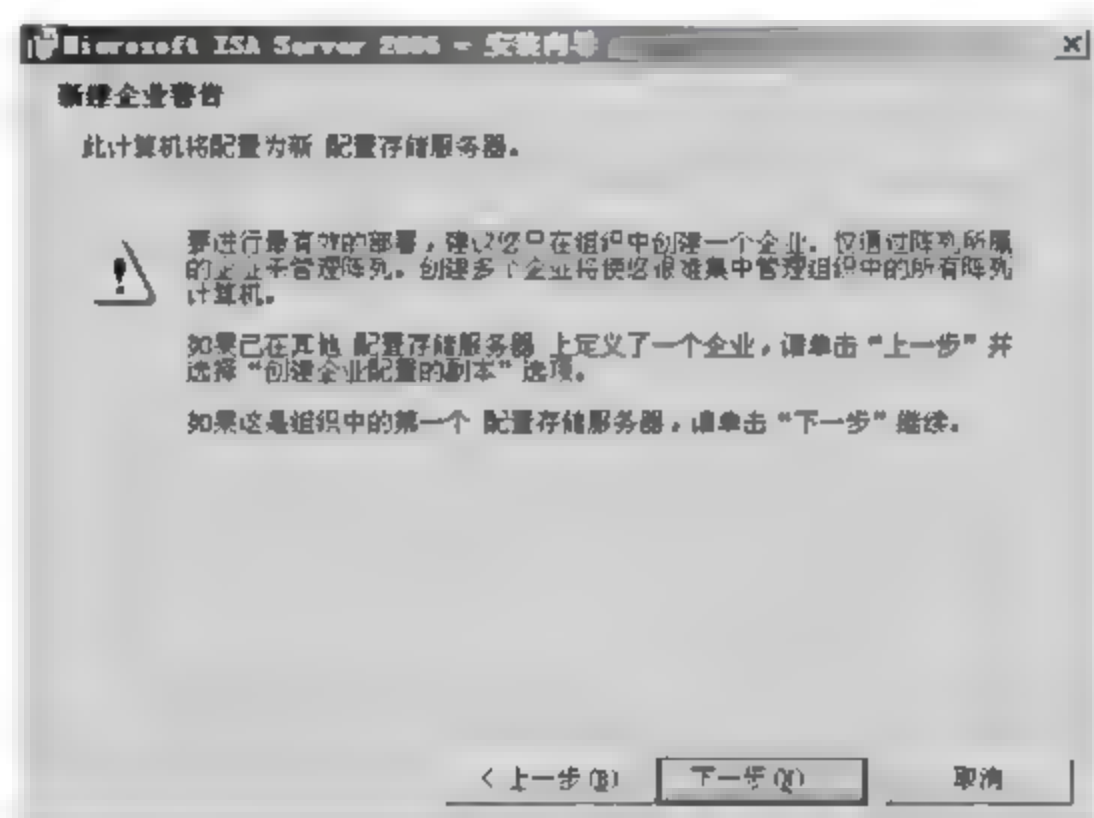 Microsoft ISA Server 2006 - 安装向导
新建企业警告
此计算机将配置为新 配置存储服务器。
要进行最有效的部署，建议您只在组织中创建一个企业。仅通过阵列所属
的企业来管理阵列。创建多个企业将使您很难集中管理组织中的所有阵列
计算机。
如果已在其他 配置存储服务器 上定义了一个企业，请单击“上一步”并
选择“创建企业配置的副本”选项。
如果这是组织中的第一个 配置存储服务器，请单击“下一步”继续。
< 上一步(B)
下一步(N)
取消